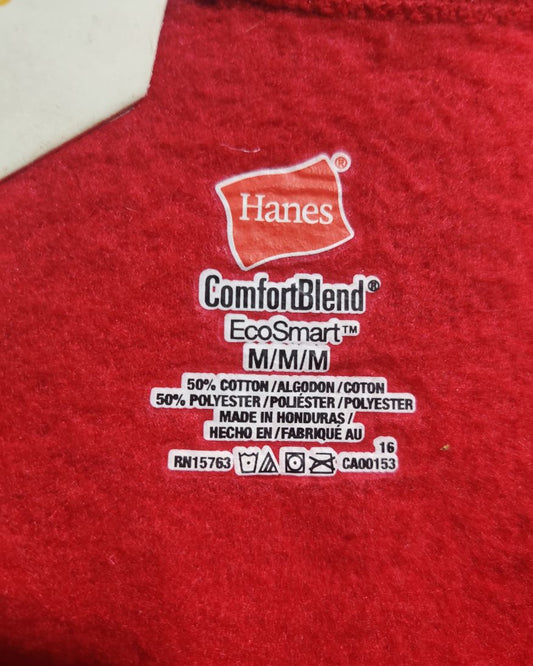 Hanes®
ComfortBlend®
EcoSmart™
M/M/M
50% COTTON/ALGODON/COTON
50% POLYESTER/POLIÉSTER/POLYESTER
MADE IN HONDURAS/
HECHO EN/FABRIQUÉ AU
16
RN15763 CA00153